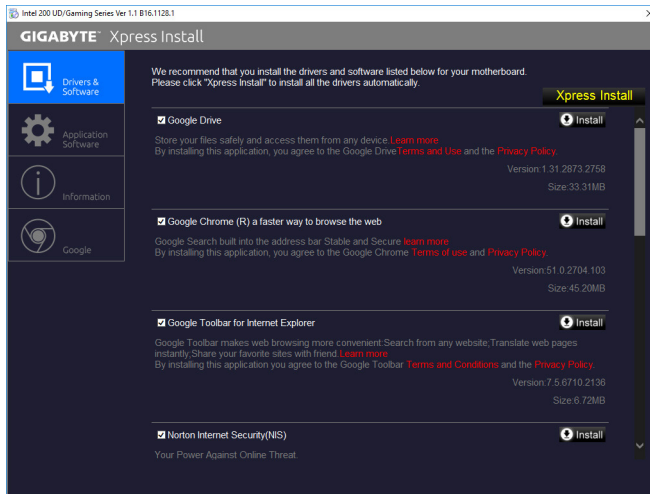 Intel 200 UD/Gaming Series Ver 1.1 B16.1128.1
GIGABYTE™ Xpress Install
Drivers &
Software
Application
Software
Information
Google
We recommend that you install the drivers and software listed below for your motherboard.
Please click "Xpress Install" to install all the drivers automatically.
Xpress Install
Google Drive
Install
Store your files safely and access them from any device.Learn more
By installing this application, you agree to the Google DriveTerms and Use and the Privacy Policy.
Version:1.31.2873.2758
Size:33.31MB
Google Chrome (R) a faster way to browse the web
Install
Google Search built into the address bar Stable and Secure learn more
By installing this application, you agree to the Google Chrome Terms of use and Privacy Policy.
Version:51.0.2704.103
Size:45.20MB
Google Toolbar for Internet Explorer
Install
Google Toolbar makes web browsing more convenient:Search from any website;Translate web pages
instantly;Share your favorite sites with friend.Learn more
By installing this application you agree to the Google Toolbar Terms and Conditions and the Privacy Policy.
Version:7.5.6710.2136
Size:6.72MB
Norton Internet Security(NIS)
Install
Your Power Against Online Threat.